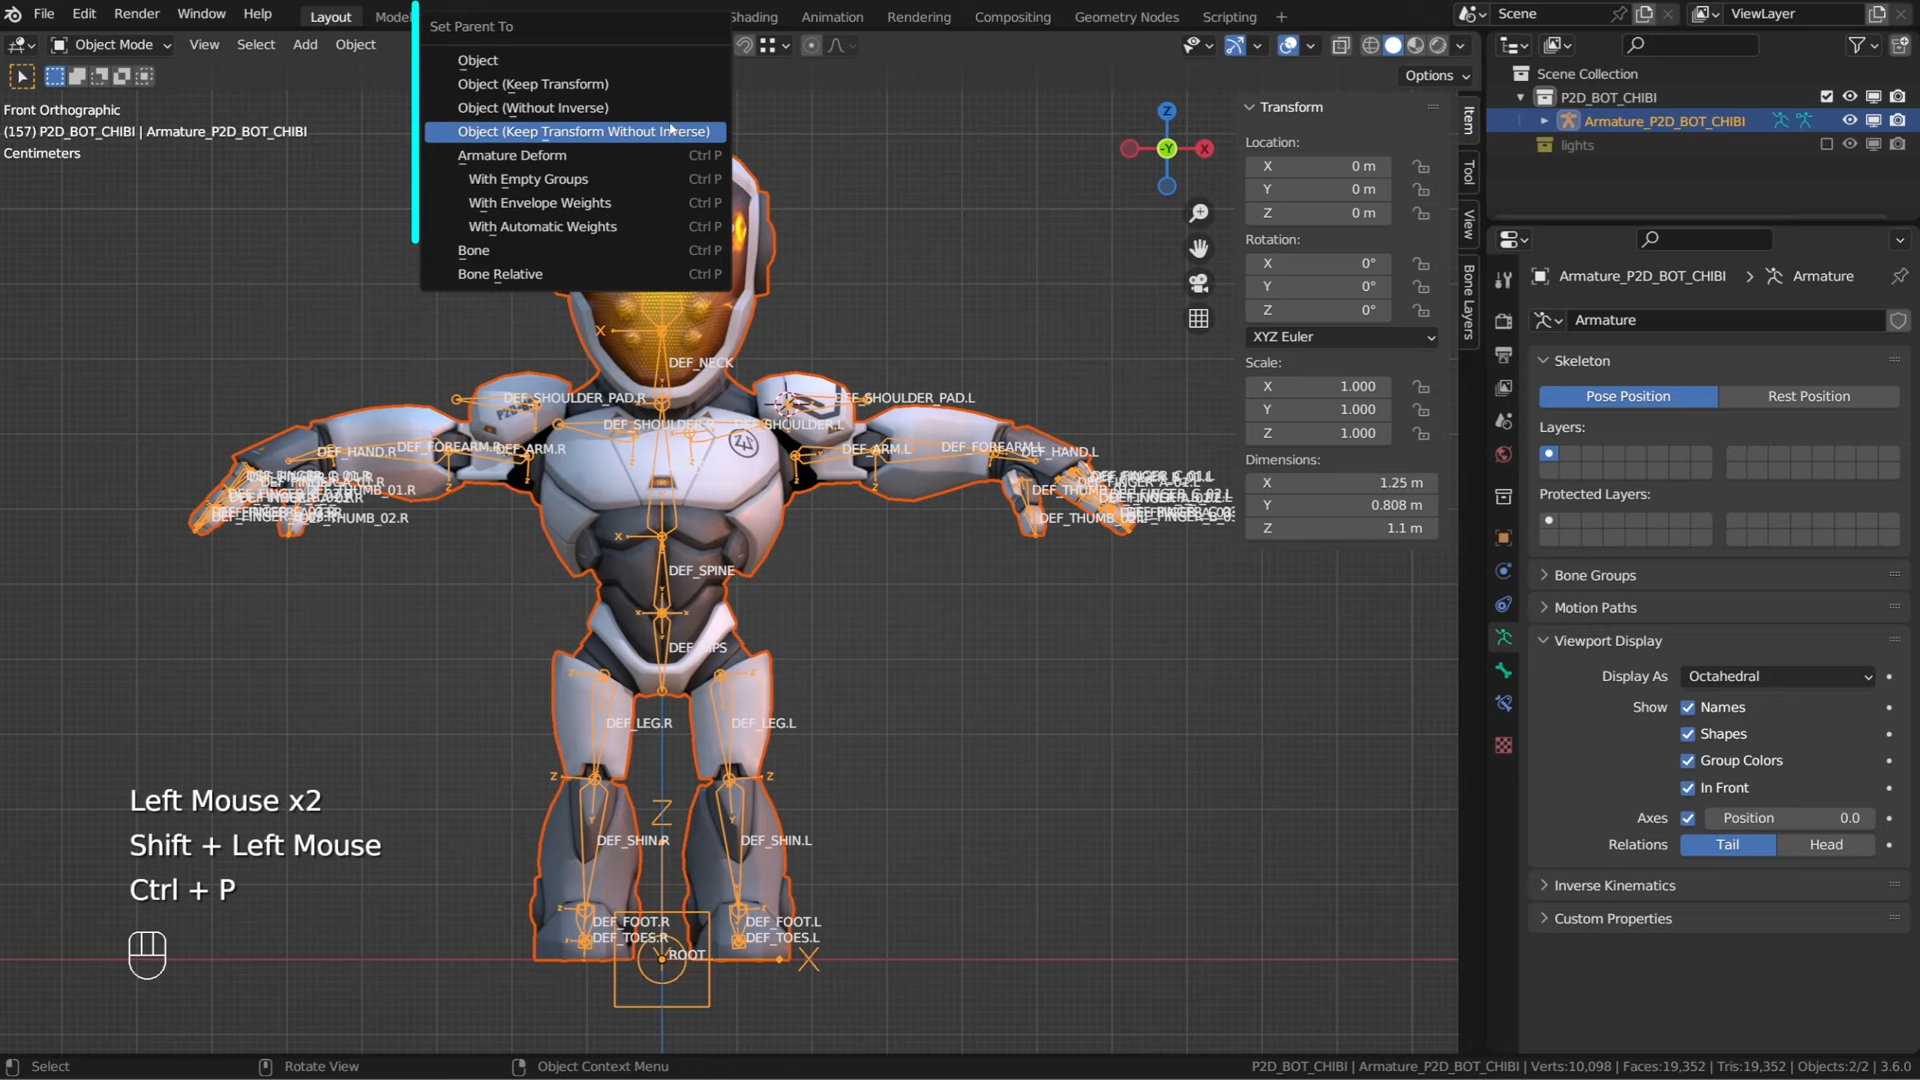 File Edit Render Window Help Layout Shading Animation Rendering Compositing Geometry Nodes Scripting + Scene ViewLayer
Object Mode View Select Add Object
Options
Set Parent To
Object
Object (Keep Transform)
Object (Without Inverse)
Object (Keep Transform Without Inverse)
Armature Deform Ctrl P
With Empty Groups Ctrl P
With Envelope Weights Ctrl P
With Automatic Weights Ctrl P
Bone Ctrl P
Bone Relative Ctrl P
Front Orthographic
(157) P2D_BOT_CHIBI | Armature_P2D_BOT_CHIBI
Centimeters
Z
-Y
X
Transform
Location:
X 0 m
Y 0 m
Z 0 m
Rotation:
X 0°
Y 0°
Z 0°
XYZ Euler
Scale:
X 1.000
Y 1.000
Z 1.000
Dimensions:
X 1.25 m
Y 0.808 m
Z 1.1 m
Item
Tool
View
Bone Layers
Scene Collection
P2D_BOT_CHIBI
Armature_P2D_BOT_CHIBI
lights
Armature_P2D_BOT_CHIBI > Armature
Armature
Skeleton
Pose Position Rest Position
Layers:
Protected Layers:
Bone Groups
Motion Paths
Viewport Display
Display As Octahedral
Show Names
Shapes
Group Colors
In Front
Axes Position 0.0
Relations Tail Head
Inverse Kinematics
Custom Properties
DEF_NECK
DEF_SHOULDER_PAD.R DEF_SHOULDER_PAD.L
DEF_SHOULDER.R DEF_SHOULDER.L
DEF_HAND.R DEF_FOREARM.R DEF_ARM.R DEF_ARM.L DEF_FOREARM.L DEF_HAND.L
DEF_THUMB_02.R
DEF_SPINE
DEF_HIPS
DEF_LEG.R DEF_LEG.L
DEF_SHIN.R DEF_SHIN.L
DEF_FOOT.R DEF_FOOT.L
DEF_TOES.R DEF_TOES.L
ROOT
Z
X
Left Mouse x2
Shift + Left Mouse
Ctrl + P
Select Rotate View Object Context Menu P2D_BOT_CHIBI | Armature_P2D_BOT_CHIBI | Verts:10,098 | Faces:19,352 | Tris:19,352 | Objects:2/2 | 3.6.0